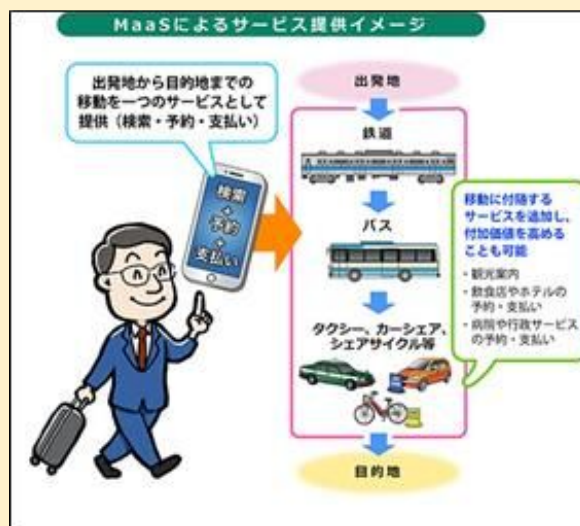 MaaSによるサービス提供イメージ
出発地から目的地までの
移動を一つのサービスとして
提供（検索・予約・支払い）
検索
+
予約
+
支払い
出発地
鉄道
バス
タクシー、カーシェア、
シェアサイクル等
目的地
移動に付随する
サービスを追加し、
付加価値を高める
ことも可能
・観光案内
・飲食店やホテルの
予約・支払い
・病院や行政サービス
の予約・支払い